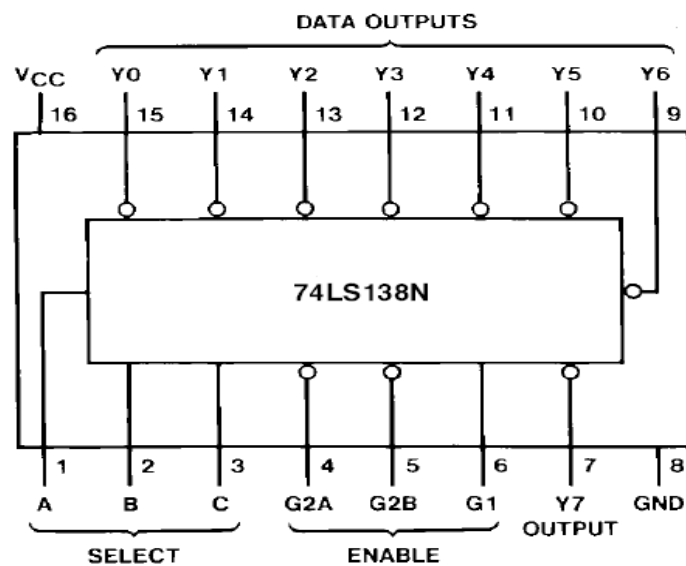 DATA OUTPUTS
VCC Y0 Y1 Y2 Y3 Y4 Y5 Y6
16 15 14 13 12 11 10 9
74LS138N
1 2 3 4 5 6 7 8
A B C G2A G2B G1 Y7 GND
OUTPUT
SELECT ENABLE